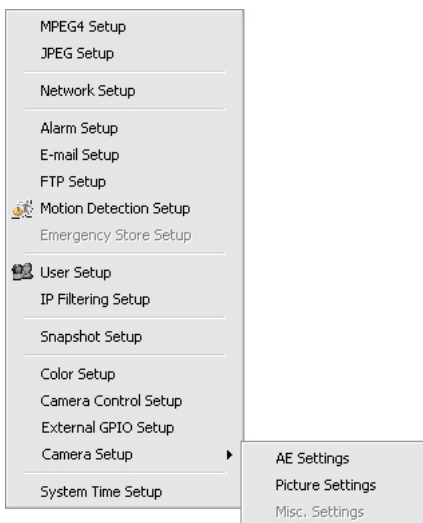 MPEG4 Setup
JPEG Setup
Network Setup
Alarm Setup
E-mail Setup
FTP Setup
Motion Detection Setup
Emergency Store Setup
User Setup
IP Filtering Setup
Snapshot Setup
Color Setup
Camera Control Setup
External GPIO Setup
Camera Setup
System Time Setup
AE Settings
Picture Settings
Misc. Settings